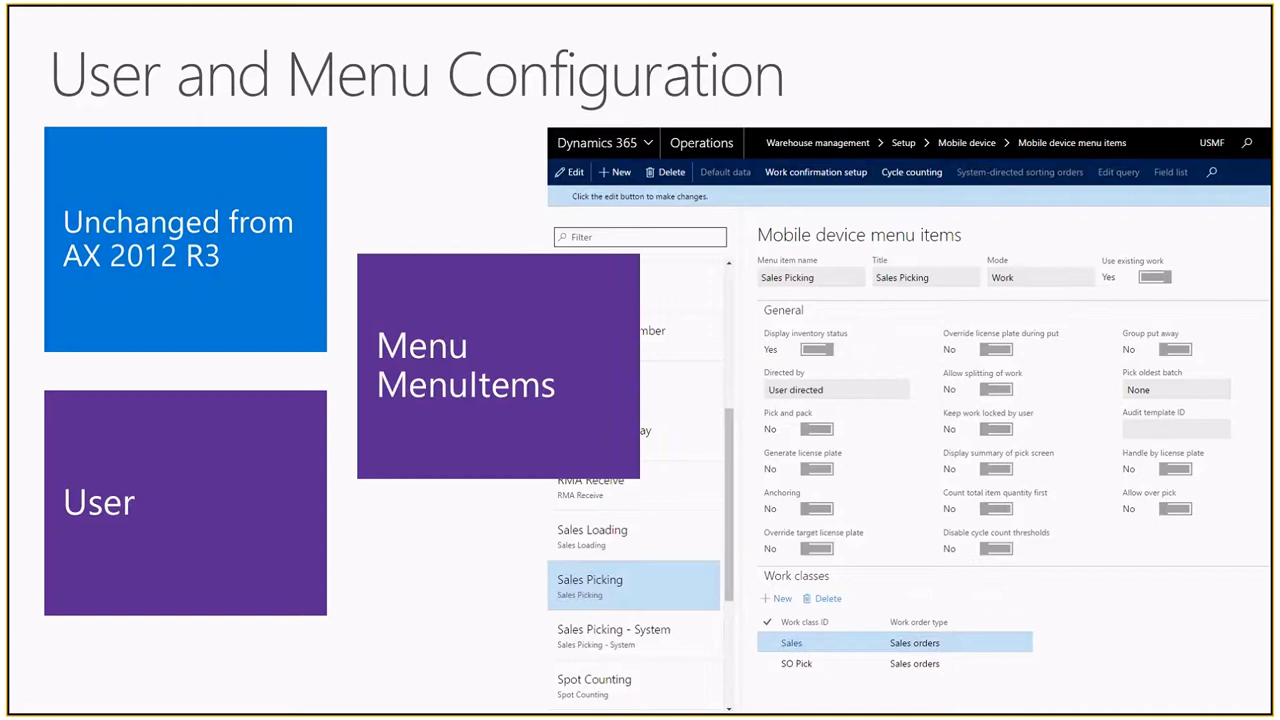 User and Menu Configuration
Unchanged from
AX 2012 R3
User
Menu
MenuItems
Dynamics 365 Operations Warehouse management > Setup > Mobile device > Mobile device menu items USMF
Edit + New Delete Default data Work confirmation setup Cycle counting System-directed sorting orders Edit query Field list
Click the edit button to make changes.
Filter
mber
ay
RMA Receive
RMA Receive
Sales Loading
Sales Loading
Sales Picking
Sales Picking
Sales Picking - System
Sales Picking - System
Spot Counting
Spot Counting
Mobile device menu items
Menu item name Title Mode Use existing work
Sales Picking Sales Picking Work Yes
General
Display inventory status Override license plate during put Group put away
Yes No No
Directed by Allow splitting of work Pick oldest batch
User directed No None
Pick and pack Keep work locked by user Audit template ID
No No
Generate license plate Display summary of pick screen Handle by license plate
No No No
Anchoring Count total item quantity first Allow over pick
No No No
Override target license plate Disable cycle count thresholds
No No
Work classes
+ New Delete
Work class ID Work order type
Sales Sales orders
SO Pick Sales orders